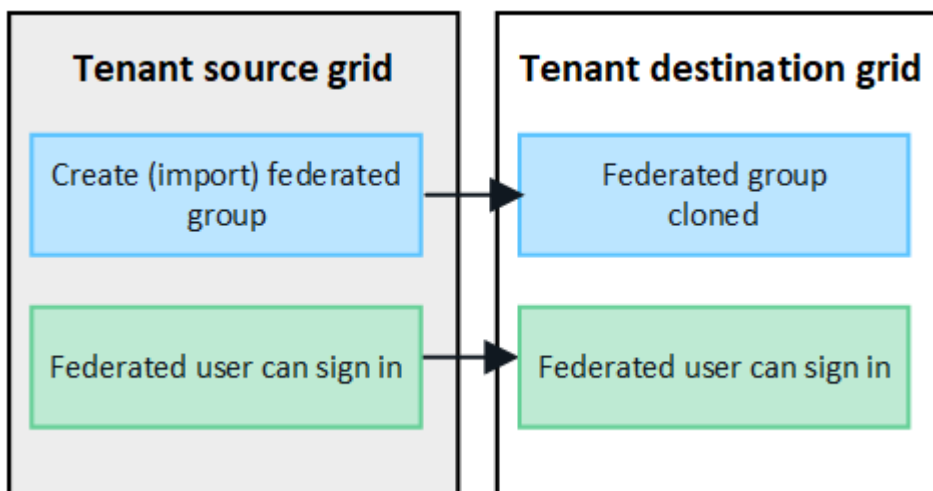 Tenant source grid
Create (import) federated
group
Federated user can sign in
Tenant destination grid
Federated group
cloned
Federated user can sign in